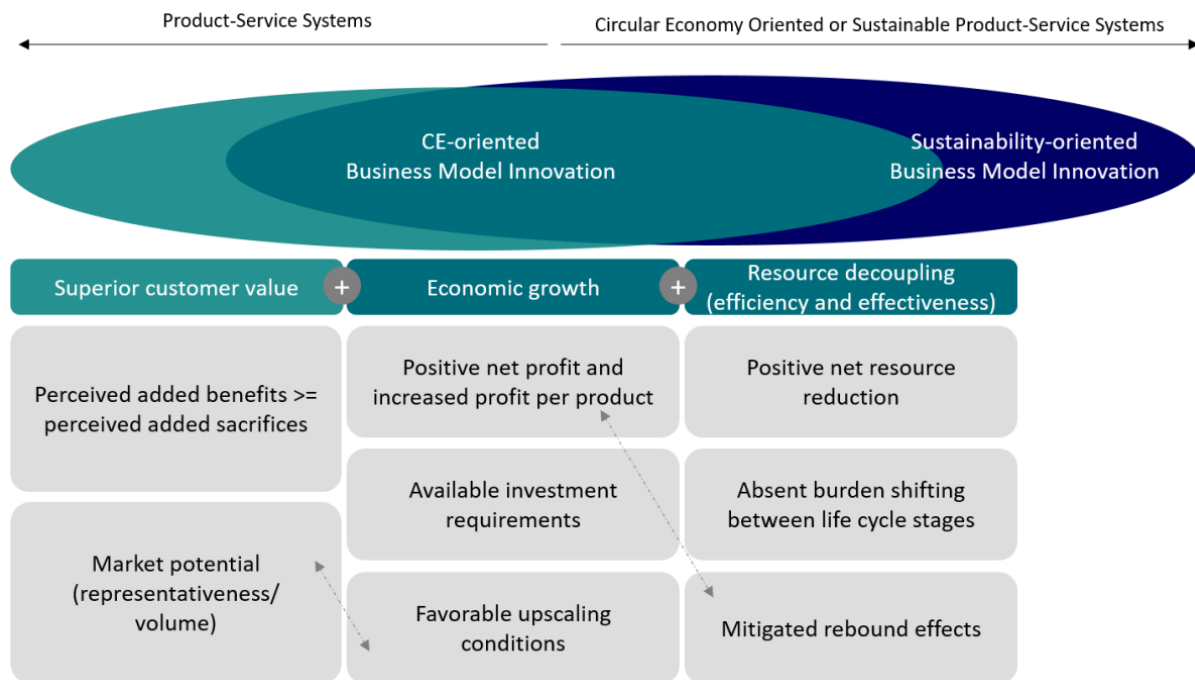 Product-Service Systems
Circular Economy Oriented or Sustainable Product-Service Systems
CE-oriented
Business Model Innovation
Sustainability-oriented
Business Model Innovation
Superior customer value
+
Economic growth
+
Resource decoupling
(efficiency and effectiveness)
Perceived added benefits >=
perceived added sacrifices
Market potential
(representativeness/
volume)
Positive net profit and
increased profit per product
Available investment
requirements
Favorable upscaling
conditions
Positive net resource
reduction
Absent burden shifting
between life cycle stages
Mitigated rebound effects